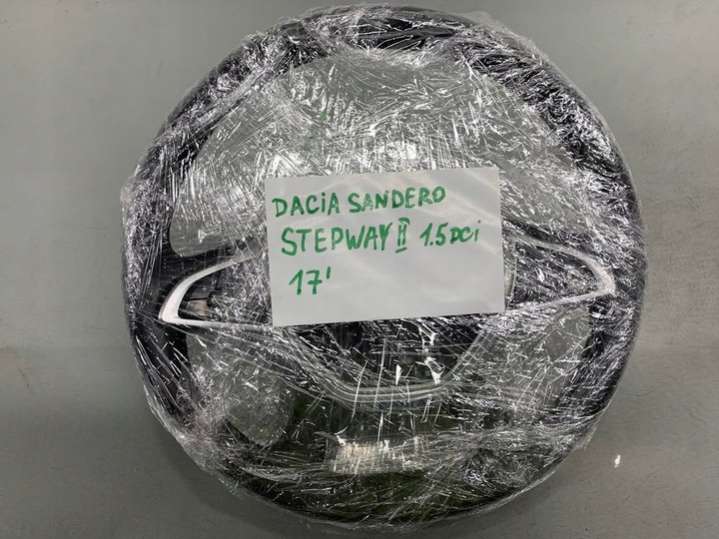 DACiA SANDERO
STEPWAY II 1.5 DCi
17'